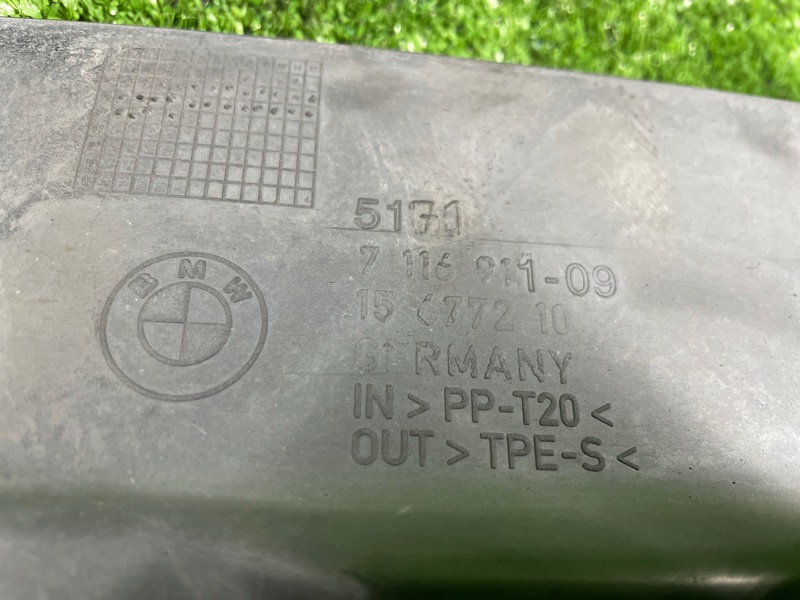 BMW
5171
7 116 911-09
15 6772 10
GERMANY
IN > PP-T20 <
OUT > TPE-S <